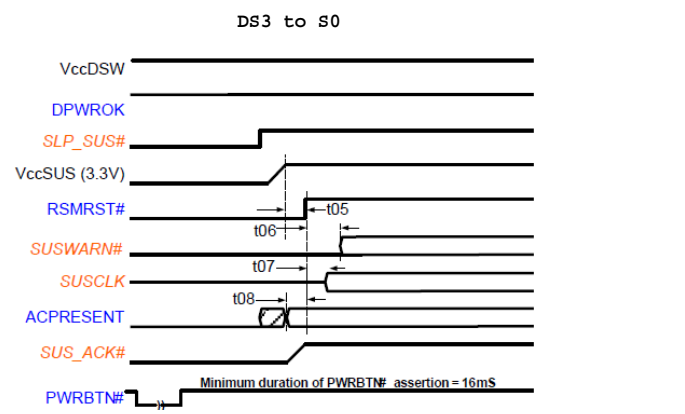 DS3 to S0
VccDSW
DPWROK
SLP_SUS#
VccSUS (3.3V)
RSMRST#
t05
t06
SUSWARN#
t07
SUSCLK
t08
ACPRESENT
SUS_ACK#
Minimum duration of PWRBTN# assertion = 16mS
PWRBTN#